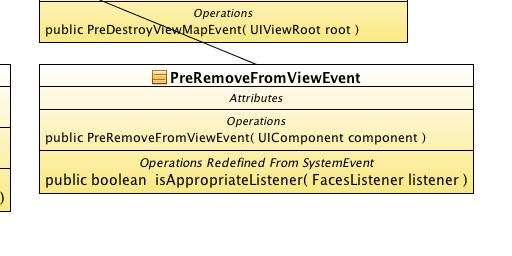 Operations
public PreDestroyViewMapEvent( UIViewRoot root )
PreRemoveFromViewEvent
Attributes
Operations
public PreRemoveFromViewEvent( UIComponent component )
Operations Redefined From SystemEvent
public boolean isAppropriateListener( FacesListener listener )
)